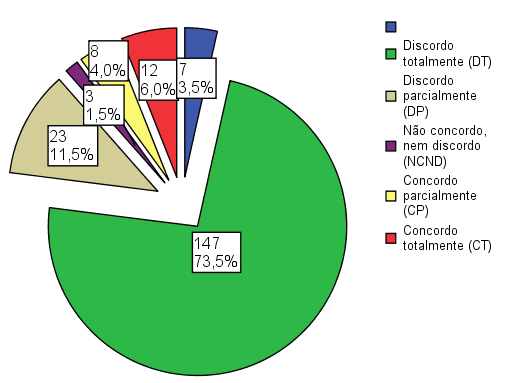 8
4,0%
12
6,0%
7
3,5%
3
1,5%
23
11,5%
147
73,5%
Discordo
totalmente (DT)
Discordo
parcialmente
(DP)
Não concordo,
nem discordo
(NCND)
Concordo
parcialmente
(CP)
Concordo
totalmente (CT)